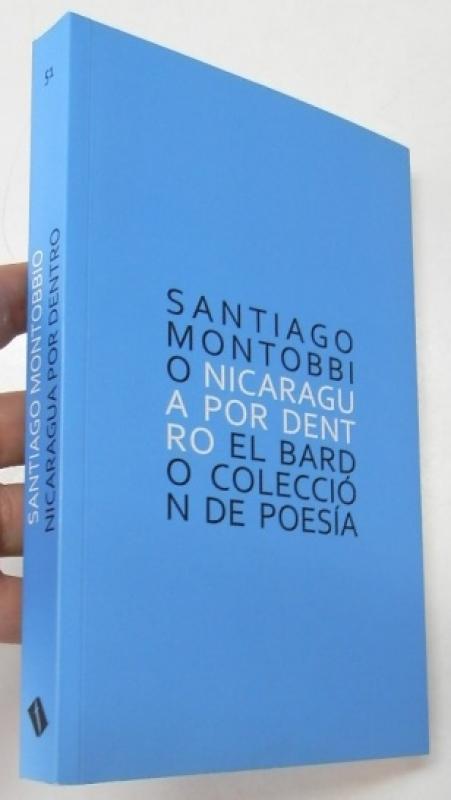 SANTIAGO
MONTOBBI
O NICARAGU
A POR DENT
RO EL BARD
O COLECCIÓ
N DE POESÍA
SANTIAGO MONTOBBIO
NICARAGUA POR DENTRO